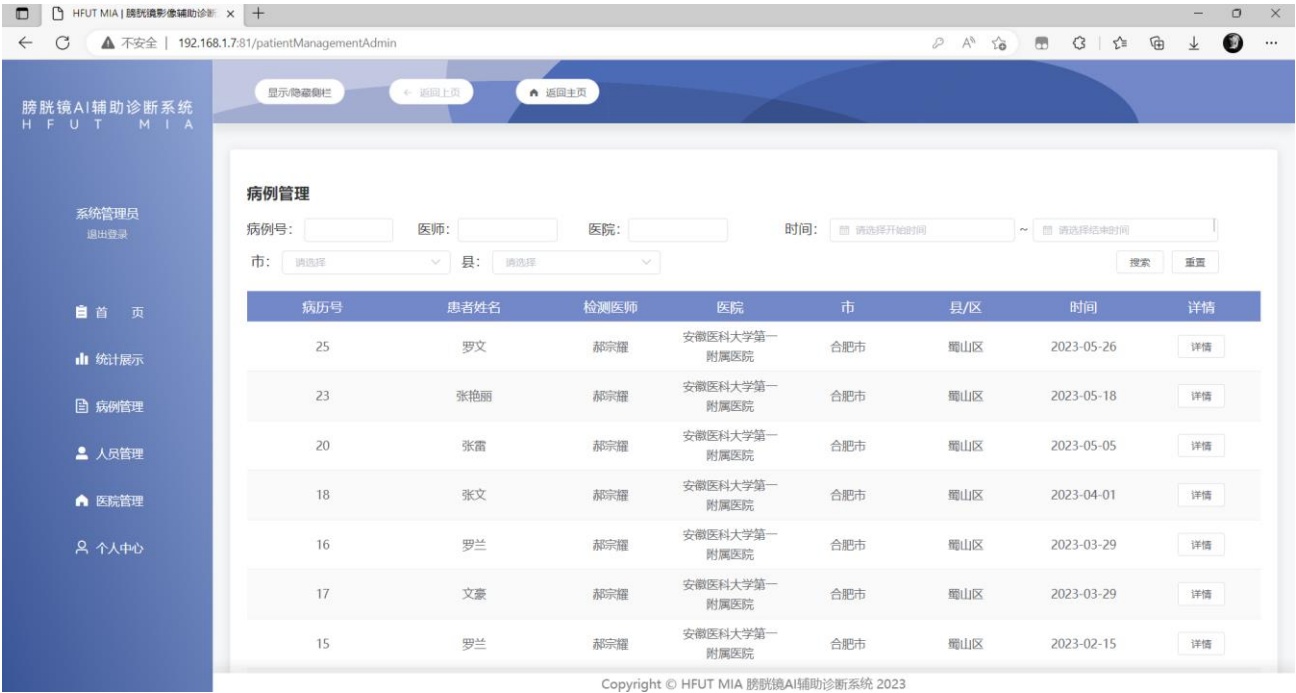 HFUT MIA | 膀胱镜影像辅助诊断
不安全 | 192.168.1.7:81/patientManagementAdmin
膀胱镜AI辅助诊断系统
HFUT MIA
系统管理员
退出登录
首 页
统计展示
病例管理
人员管理
医院管理
个人中心
显示/隐藏侧栏 返回上页 返回主页
病例管理
病例号： 医师： 医院： 时间： 请选择开始时间 ~ 请选择结束时间
市： 请选择 县： 请选择 搜索 重置
病历号 患者姓名 检测医师 医院 市 县/区 时间 详情
25 罗文 郝宗耀 安徽医科大学第一附属医院 合肥市 蜀山区 2023-05-26 详情
23 张艳丽 郝宗耀 安徽医科大学第一附属医院 合肥市 蜀山区 2023-05-18 详情
20 张雷 郝宗耀 安徽医科大学第一附属医院 合肥市 蜀山区 2023-05-05 详情
18 张文 郝宗耀 安徽医科大学第一附属医院 合肥市 蜀山区 2023-04-01 详情
16 罗兰 郝宗耀 安徽医科大学第一附属医院 合肥市 蜀山区 2023-03-29 详情
17 文豪 郝宗耀 安徽医科大学第一附属医院 合肥市 蜀山区 2023-03-29 详情
15 罗兰 郝宗耀 安徽医科大学第一附属医院 合肥市 蜀山区 2023-02-15 详情
Copyright © HFUT MIA 膀胱镜AI辅助诊断系统 2023